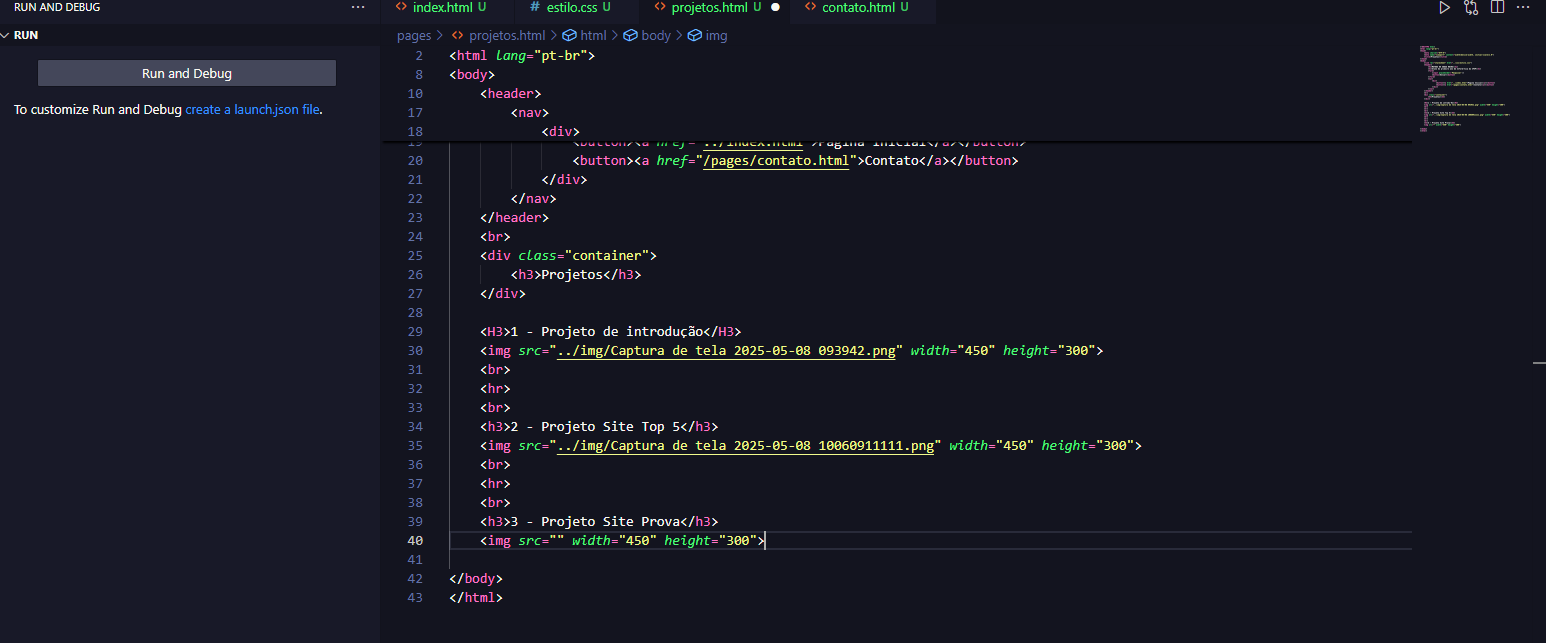 RUN AND DEBUG ···
index.html U # estilo.css U projetos.html U ● contato.html U ···
RUN
pages > projetos.html > html > body > img
Run and Debug
To customize Run and Debug create a launch.json file.
2 <html lang="pt-br">
8 <body>
10 <header>
17 <nav>
18 <div>
19 <button><a href="../index.html">Página Inicial</a></button>
20 <button><a href="/pages/contato.html">Contato</a></button>
21 </div>
22 </nav>
23 </header>
24 <br>
25 <div class="container">
26 <h3>Projetos</h3>
27 </div>
28
29 <H3>1 - Projeto de introdução</H3>
30 <img src="../img/Captura de tela 2025-05-08 093942.png" width="450" height="300">
31 <br>
32 <hr>
33 <br>
34 <h3>2 - Projeto Site Top 5</h3>
35 <img src="../img/Captura de tela 2025-05-08 10060911111.png" width="450" height="300">
36 <br>
37 <hr>
38 <br>
39 <h3>3 - Projeto Site Prova</h3>
40 <img src="" width="450" height="300">
41
42 </body>
43 </html>